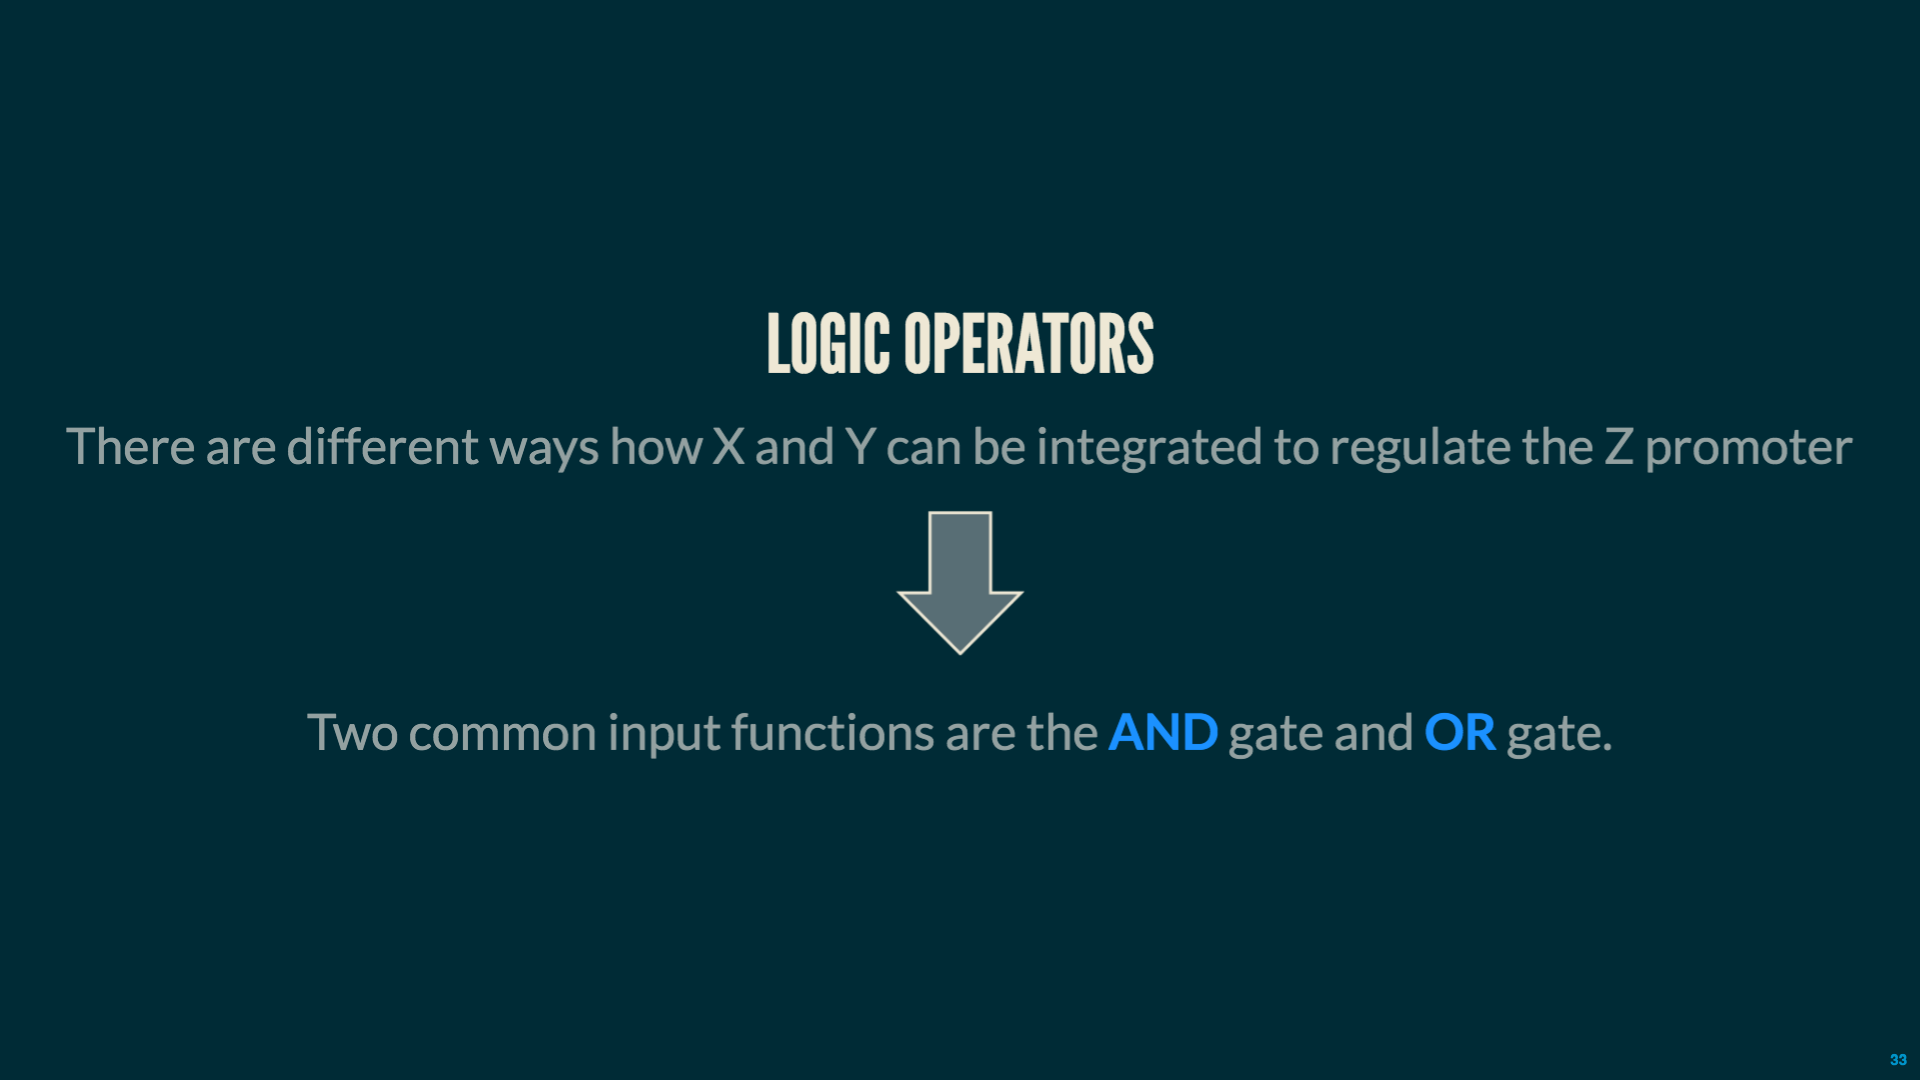 LOGIC OPERATORS
There are different ways how X and Y can be integrated to regulate the Z promoter
Two common input functions are the AND gate and OR gate.
33